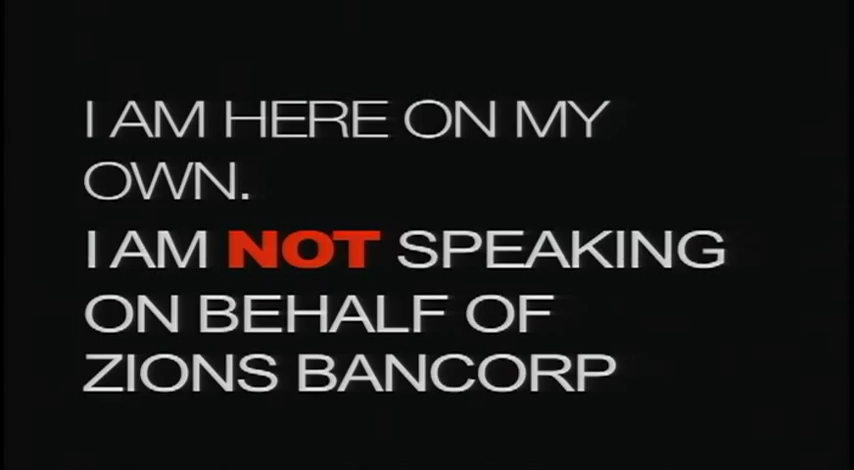 I AM HERE ON MY
OWN.
I AM NOT SPEAKING
ON BEHALF OF
ZIONS BANCORP